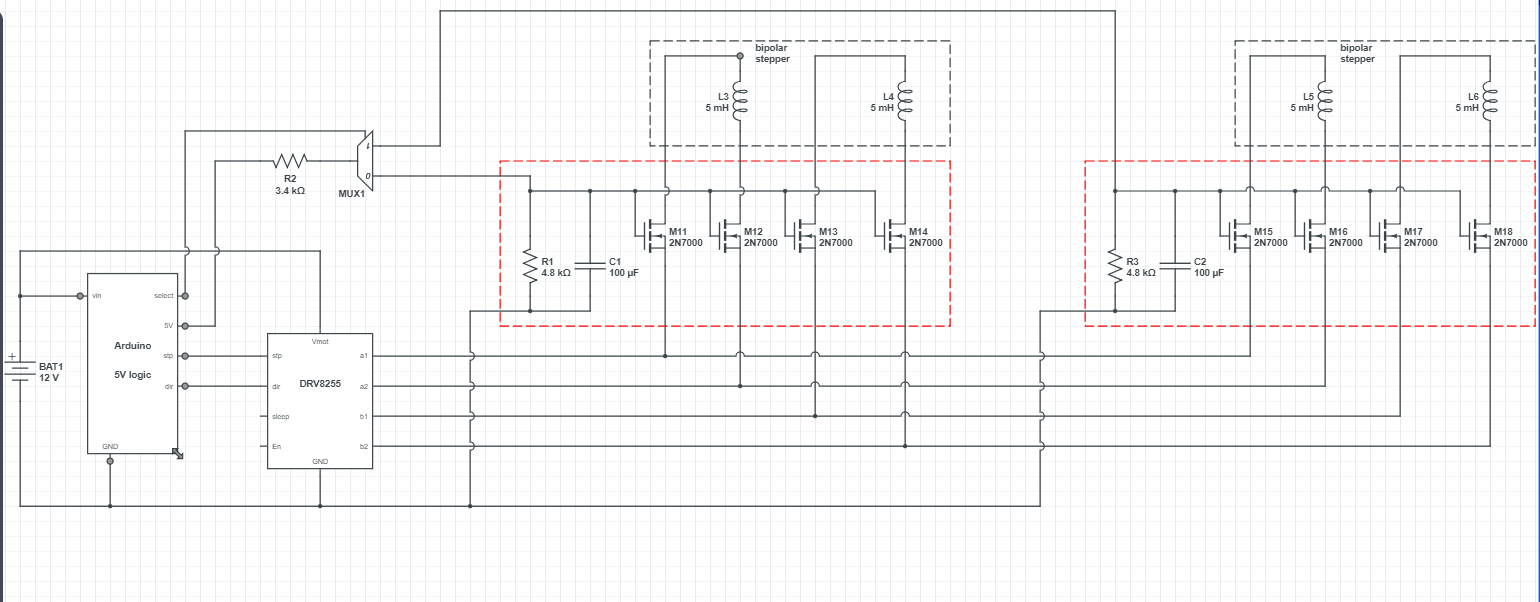 bipolar
stepper
L3
5 mH
L4
5 mH
bipolar
stepper
L5
5 mH
L6
5 mH
1
0
MUX1
R2
3.4 kΩ
M11
2N7000
M12
2N7000
M13
2N7000
M14
2N7000
R1
4.8 kΩ
C1
100 µF
M15
2N7000
M16
2N7000
M17
2N7000
M18
2N7000
R3
4.8 kΩ
C2
100 µF
vin
select
5V
Arduino
stp
5V logic
dir
GND
+
BAT1
12 V
Vmot
stp
a1
dir
DRV8255
a2
sleep
b1
En
b2
GND